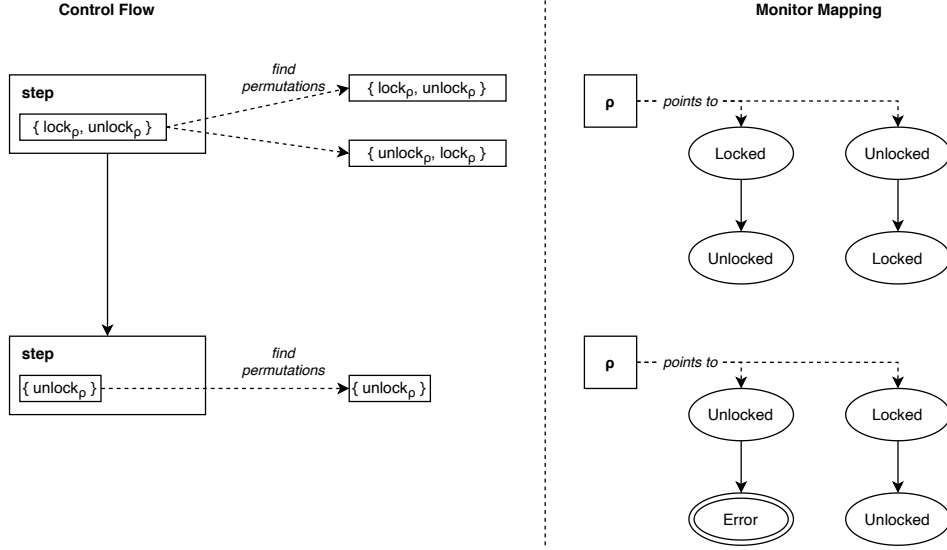 Control Flow
Monitor Mapping
step
{ lockρ, unlockρ }
find
permutations
{ lockρ, unlockρ }
{ unlockρ, lockρ }
ρ
points to
Locked
Unlocked
Unlocked
Locked
step
{ unlockρ }
find
permutations
{ unlockρ }
ρ
points to
Unlocked
Locked
Error
Unlocked